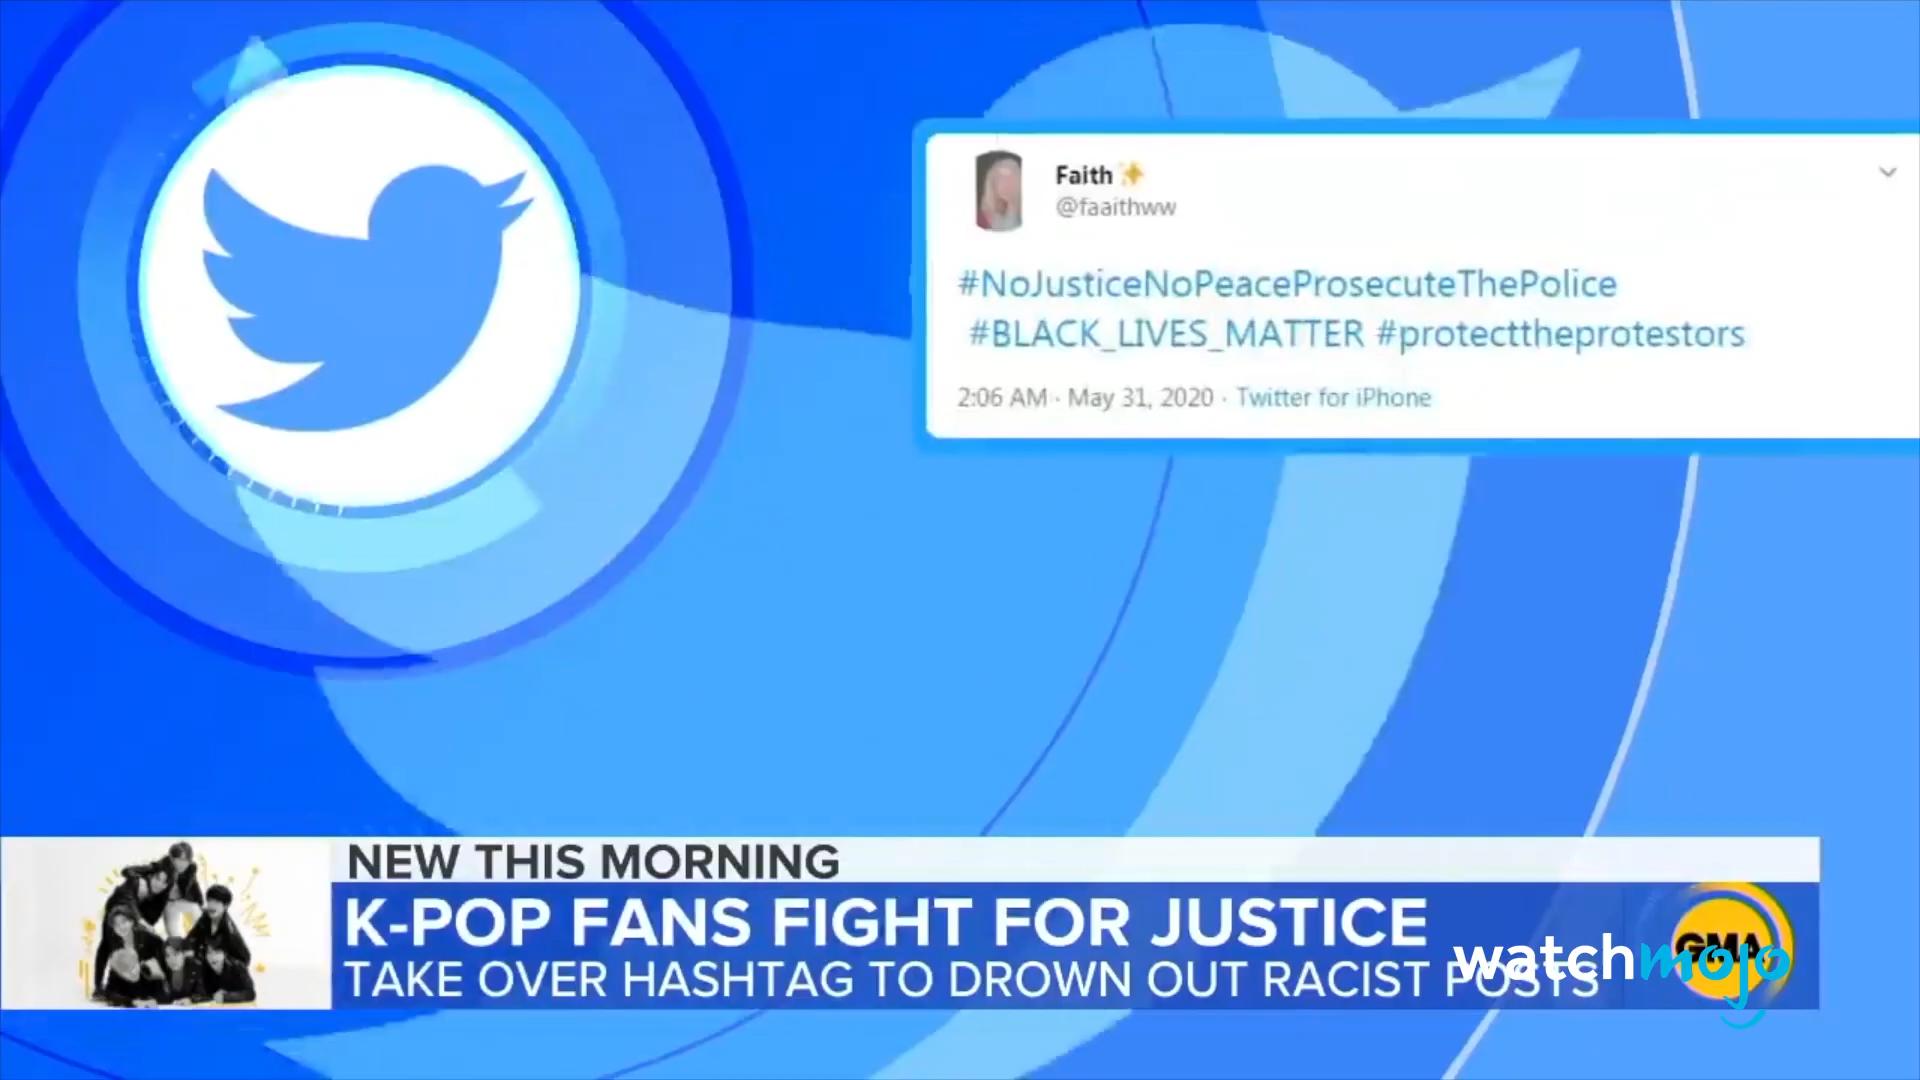 Faith
@faaithww
#NoJusticeNoPeaceProsecuteThePolice
#BLACK_LIVES_MATTER #protecttheprotestors
2:06 AM · May 31, 2020 · Twitter for iPhone
NEW THIS MORNING
K-POP FANS FIGHT FOR JUSTICE
TAKE OVER HASHTAG TO DROWN OUT RACIST POSTS
GMA
watchmojo